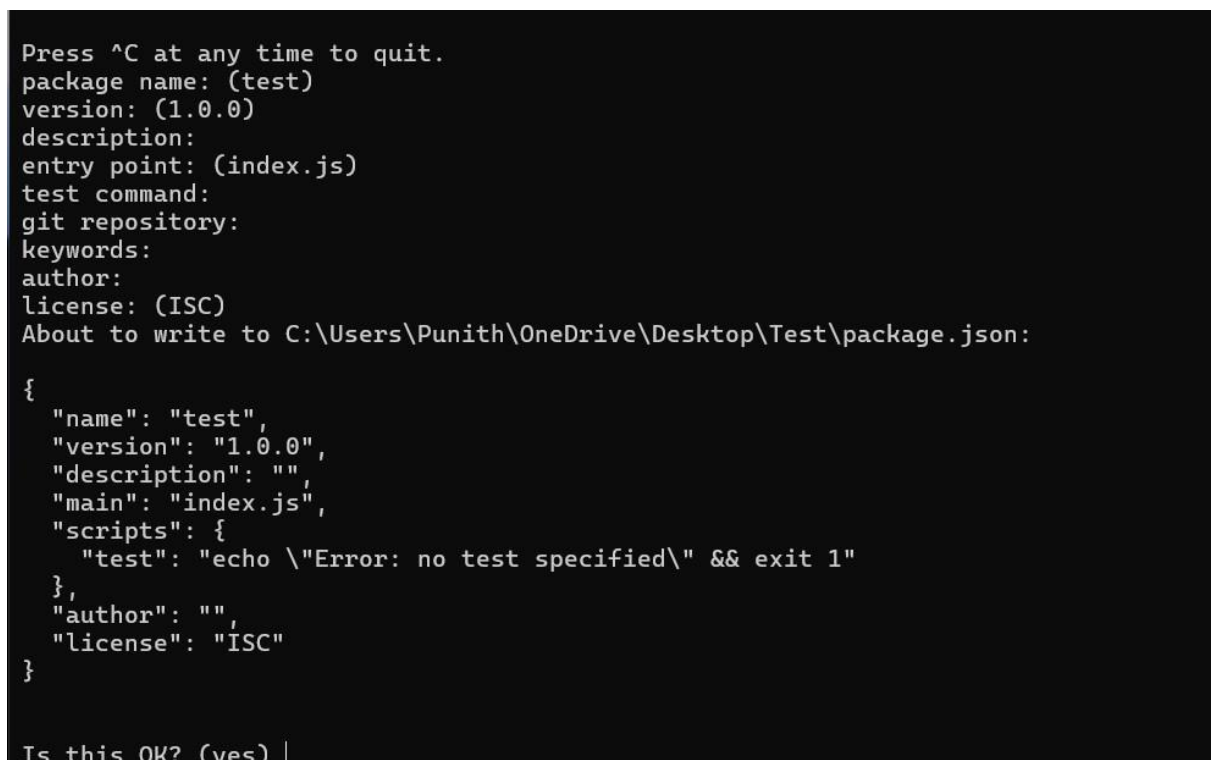 Press ^C at any time to quit.
package name: (test)
version: (1.0.0)
description:
entry point: (index.js)
test command:
git repository:
keywords:
author:
license: (ISC)
About to write to C:\Users\Punith\OneDrive\Desktop\Test\package.json:
{
  "name": "test",
  "version": "1.0.0",
  "description": "",
  "main": "index.js",
  "scripts": {
    "test": "echo \"Error: no test specified\" && exit 1"
  },
  "author": "",
  "license": "ISC"
}
Is this OK? (yes)